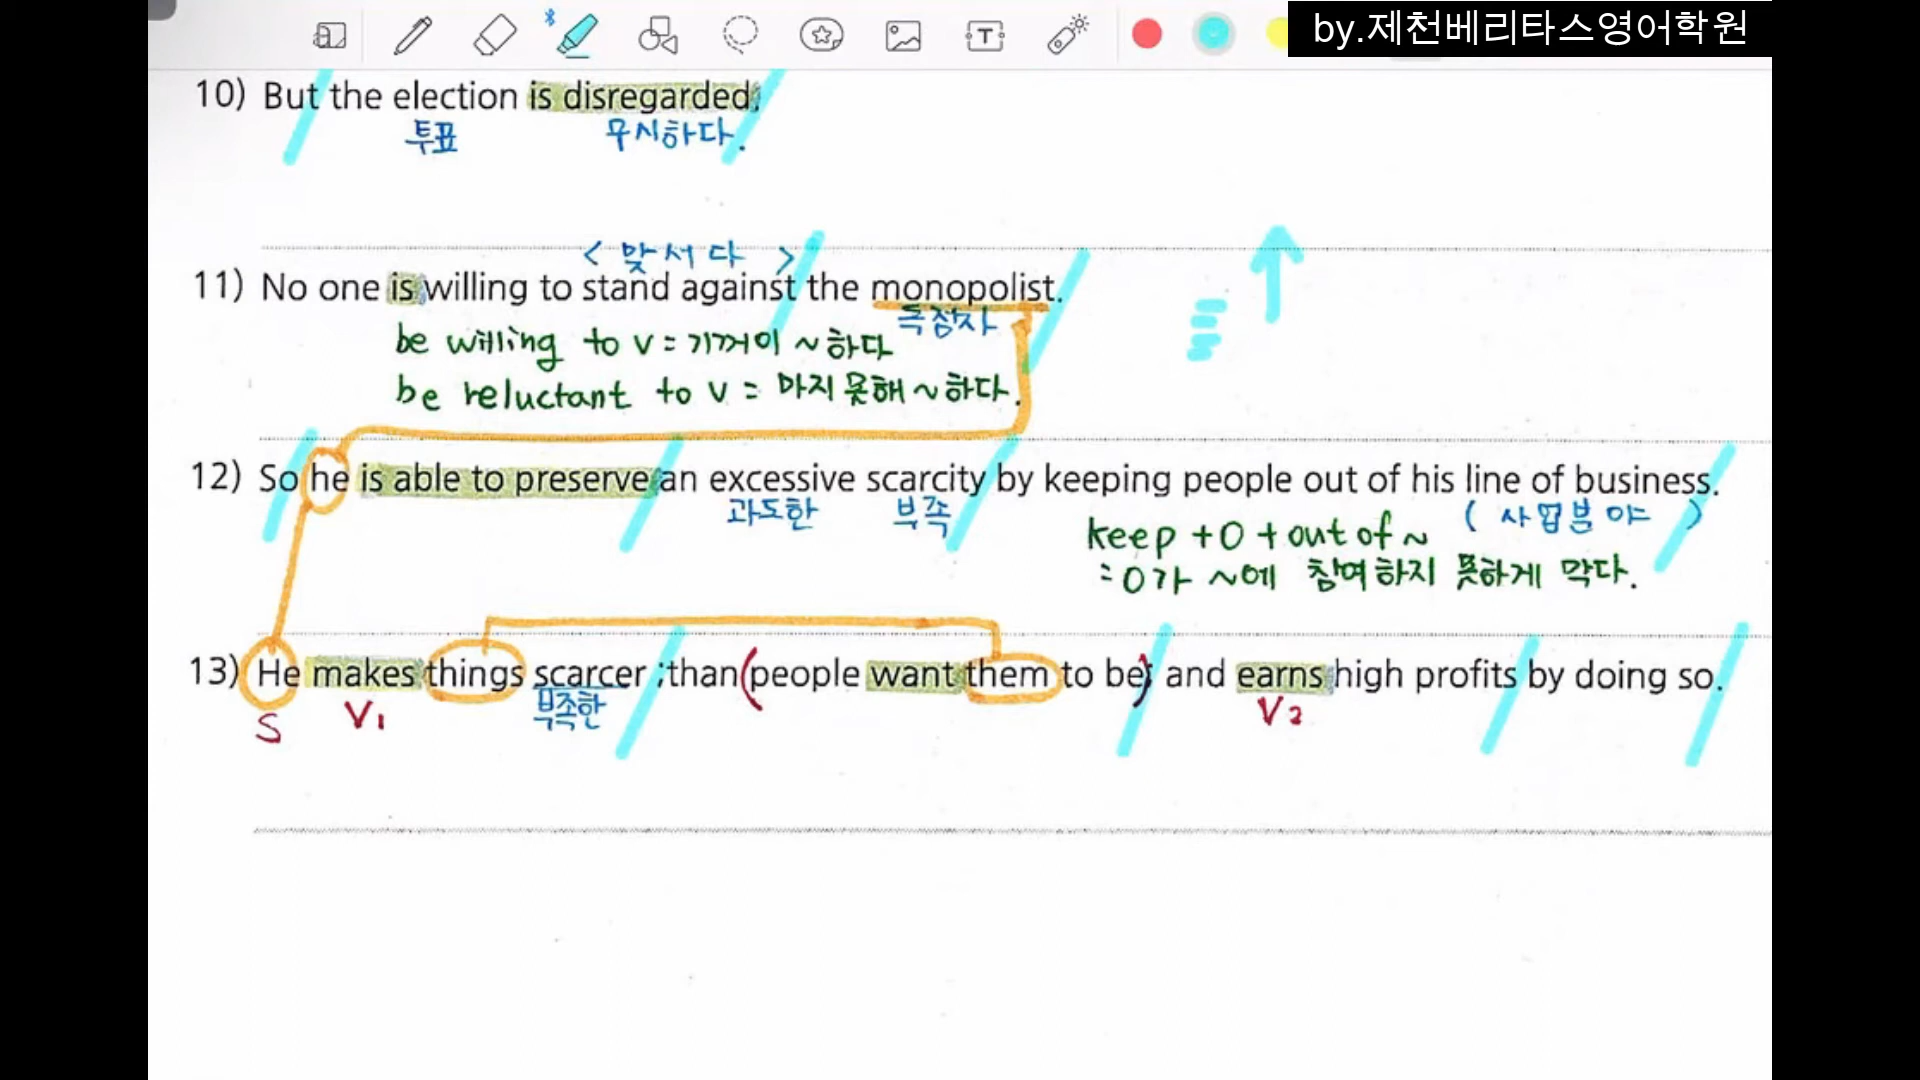 by.제천베리타스영어학원
T
10) But the election is disregarded.
투표 무시하다.
< 맞서다 >
11) No one is willing to stand against the monopolist.
독점자
be willing to v = 기꺼이 ~하다
be reluctant to v = 마지못해 ~하다.
12) So he is able to preserve an excessive scarcity by keeping people out of his line of business.
과도한 부족 ( 사업분야 )
keep + O + out of ~
= O가 ~에 참여하지 못하게 막다.
13) He makes things scarcer ; than (people want them to be) and earns high profits by doing so.
S V1 부족한 V2